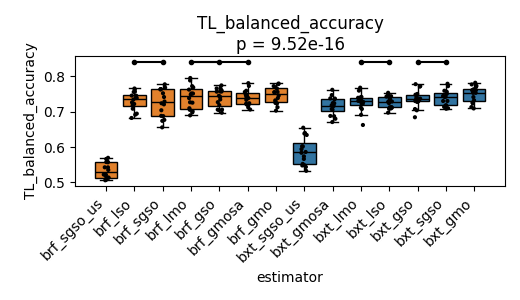 TL_balanced_accuracy
p = 9.52e-16
TL_balanced_accuracy
0.8
0.7
0.6
0.5
brf_sgso_us
brf_lso
brf_sgso
brf_lmo
brf_gso
brf_gmosa
brf_gmo
bxt_sgso_us
bxt_gmosa
bxt_lmo
bxt_lso
bxt_gso
bxt_sgso
bxt_gmo
estimator